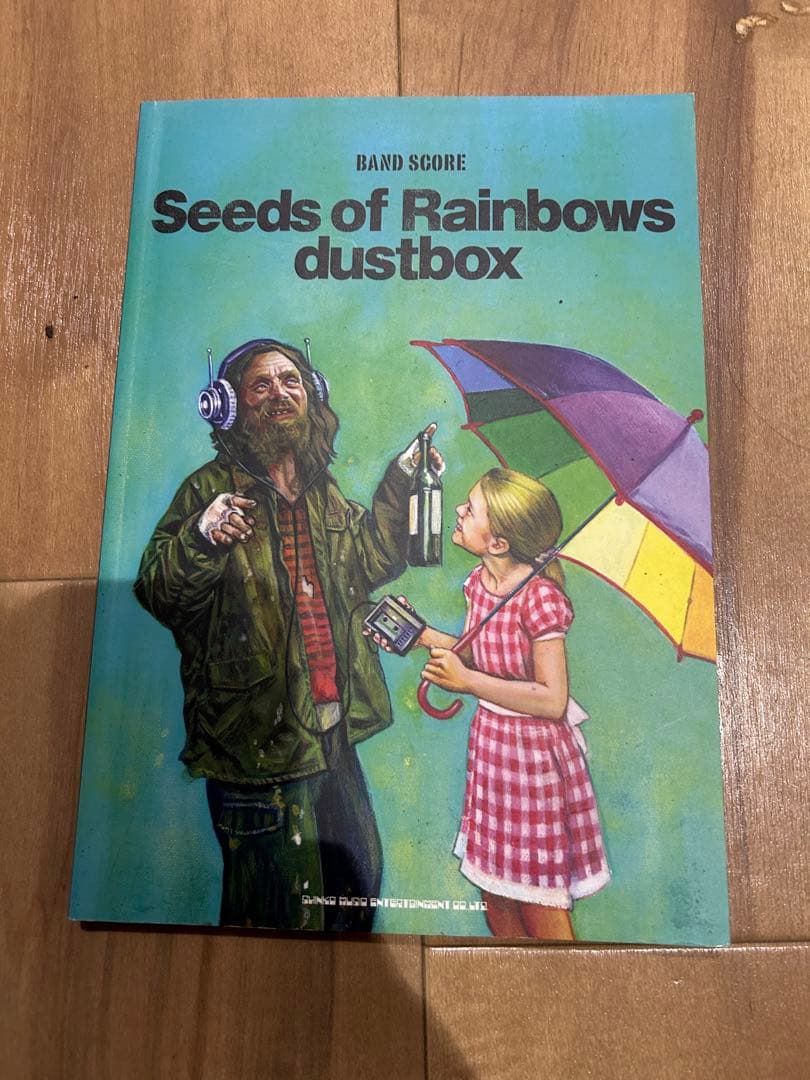 BAND SCORE
Seeds of Rainbows
dustbox
SHINKO MUSIC ENTERTAINMENT CO.,LTD.